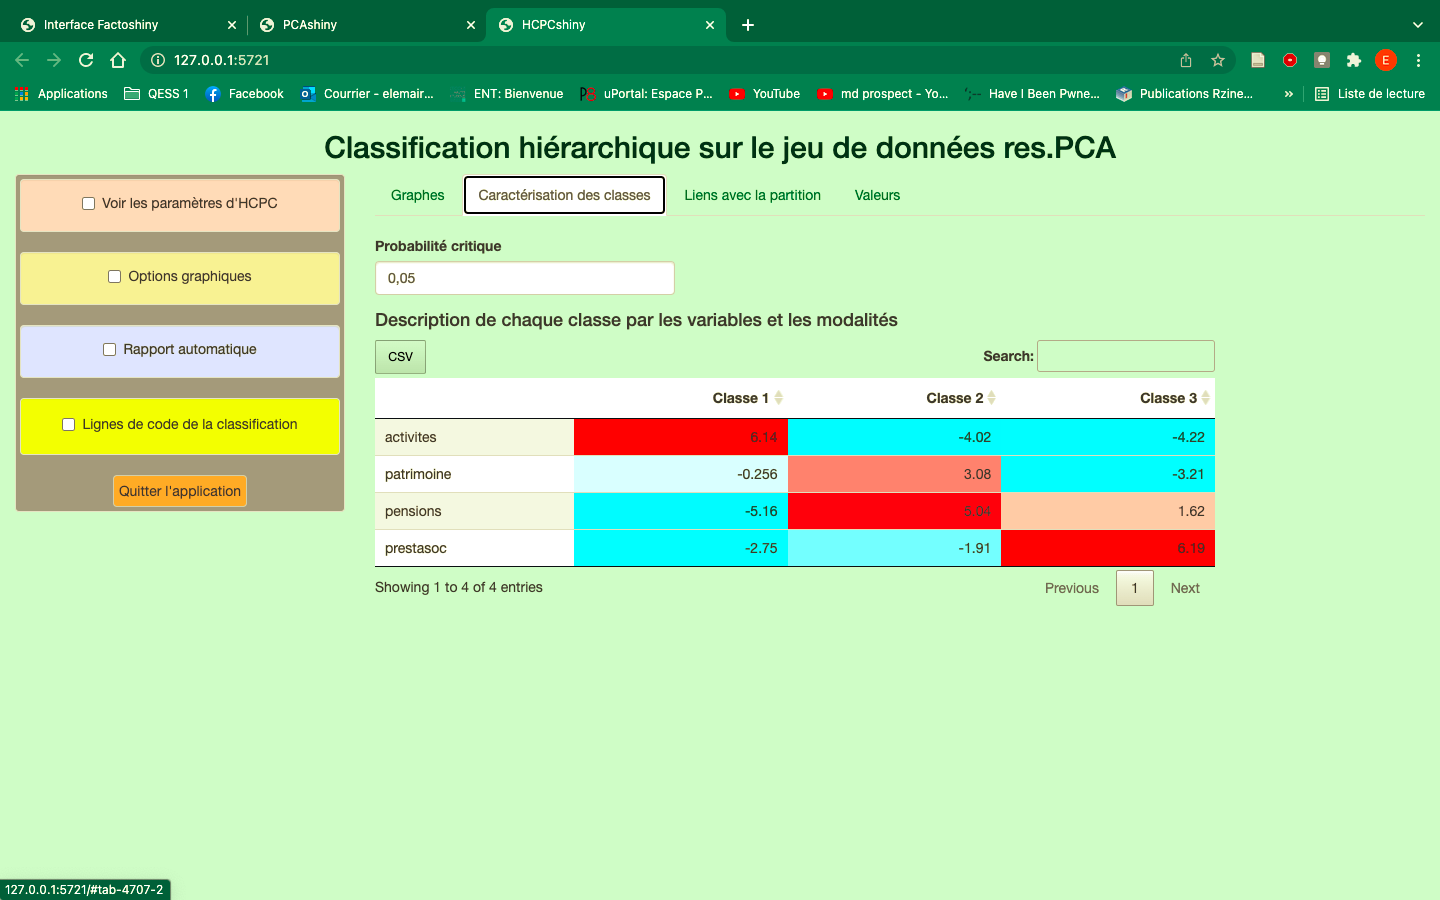 Interface Factoshiny
PCAshiny
HCPCshiny
127.0.0.1:5721
E
Applications
QESS 1
Facebook
Courrier - elemair...
ENT: Bienvenue
uPortal: Espace P...
YouTube
md prospect - Yo...
Have I Been Pwne...
Publications Rzine...
»
Liste de lecture
Classification hiérarchique sur le jeu de données res.PCA
Voir les paramètres d'HCPC
Options graphiques
Rapport automatique
Lignes de code de la classification
Quitter l'application
Graphes Caractérisation des classes Liens avec la partition Valeurs
Probabilité critique
0,05
Description de chaque classe par les variables et les modalités
CSV Search:
Classe 1 Classe 2 Classe 3
activites 6.14 -4.02 -4.22
patrimoine -0.256 3.08 -3.21
pensions -5.16 5.04 1.62
prestasoc -2.75 -1.91 6.19
Showing 1 to 4 of 4 entries Previous 1 Next
127.0.0.1:5721/#tab-4707-2